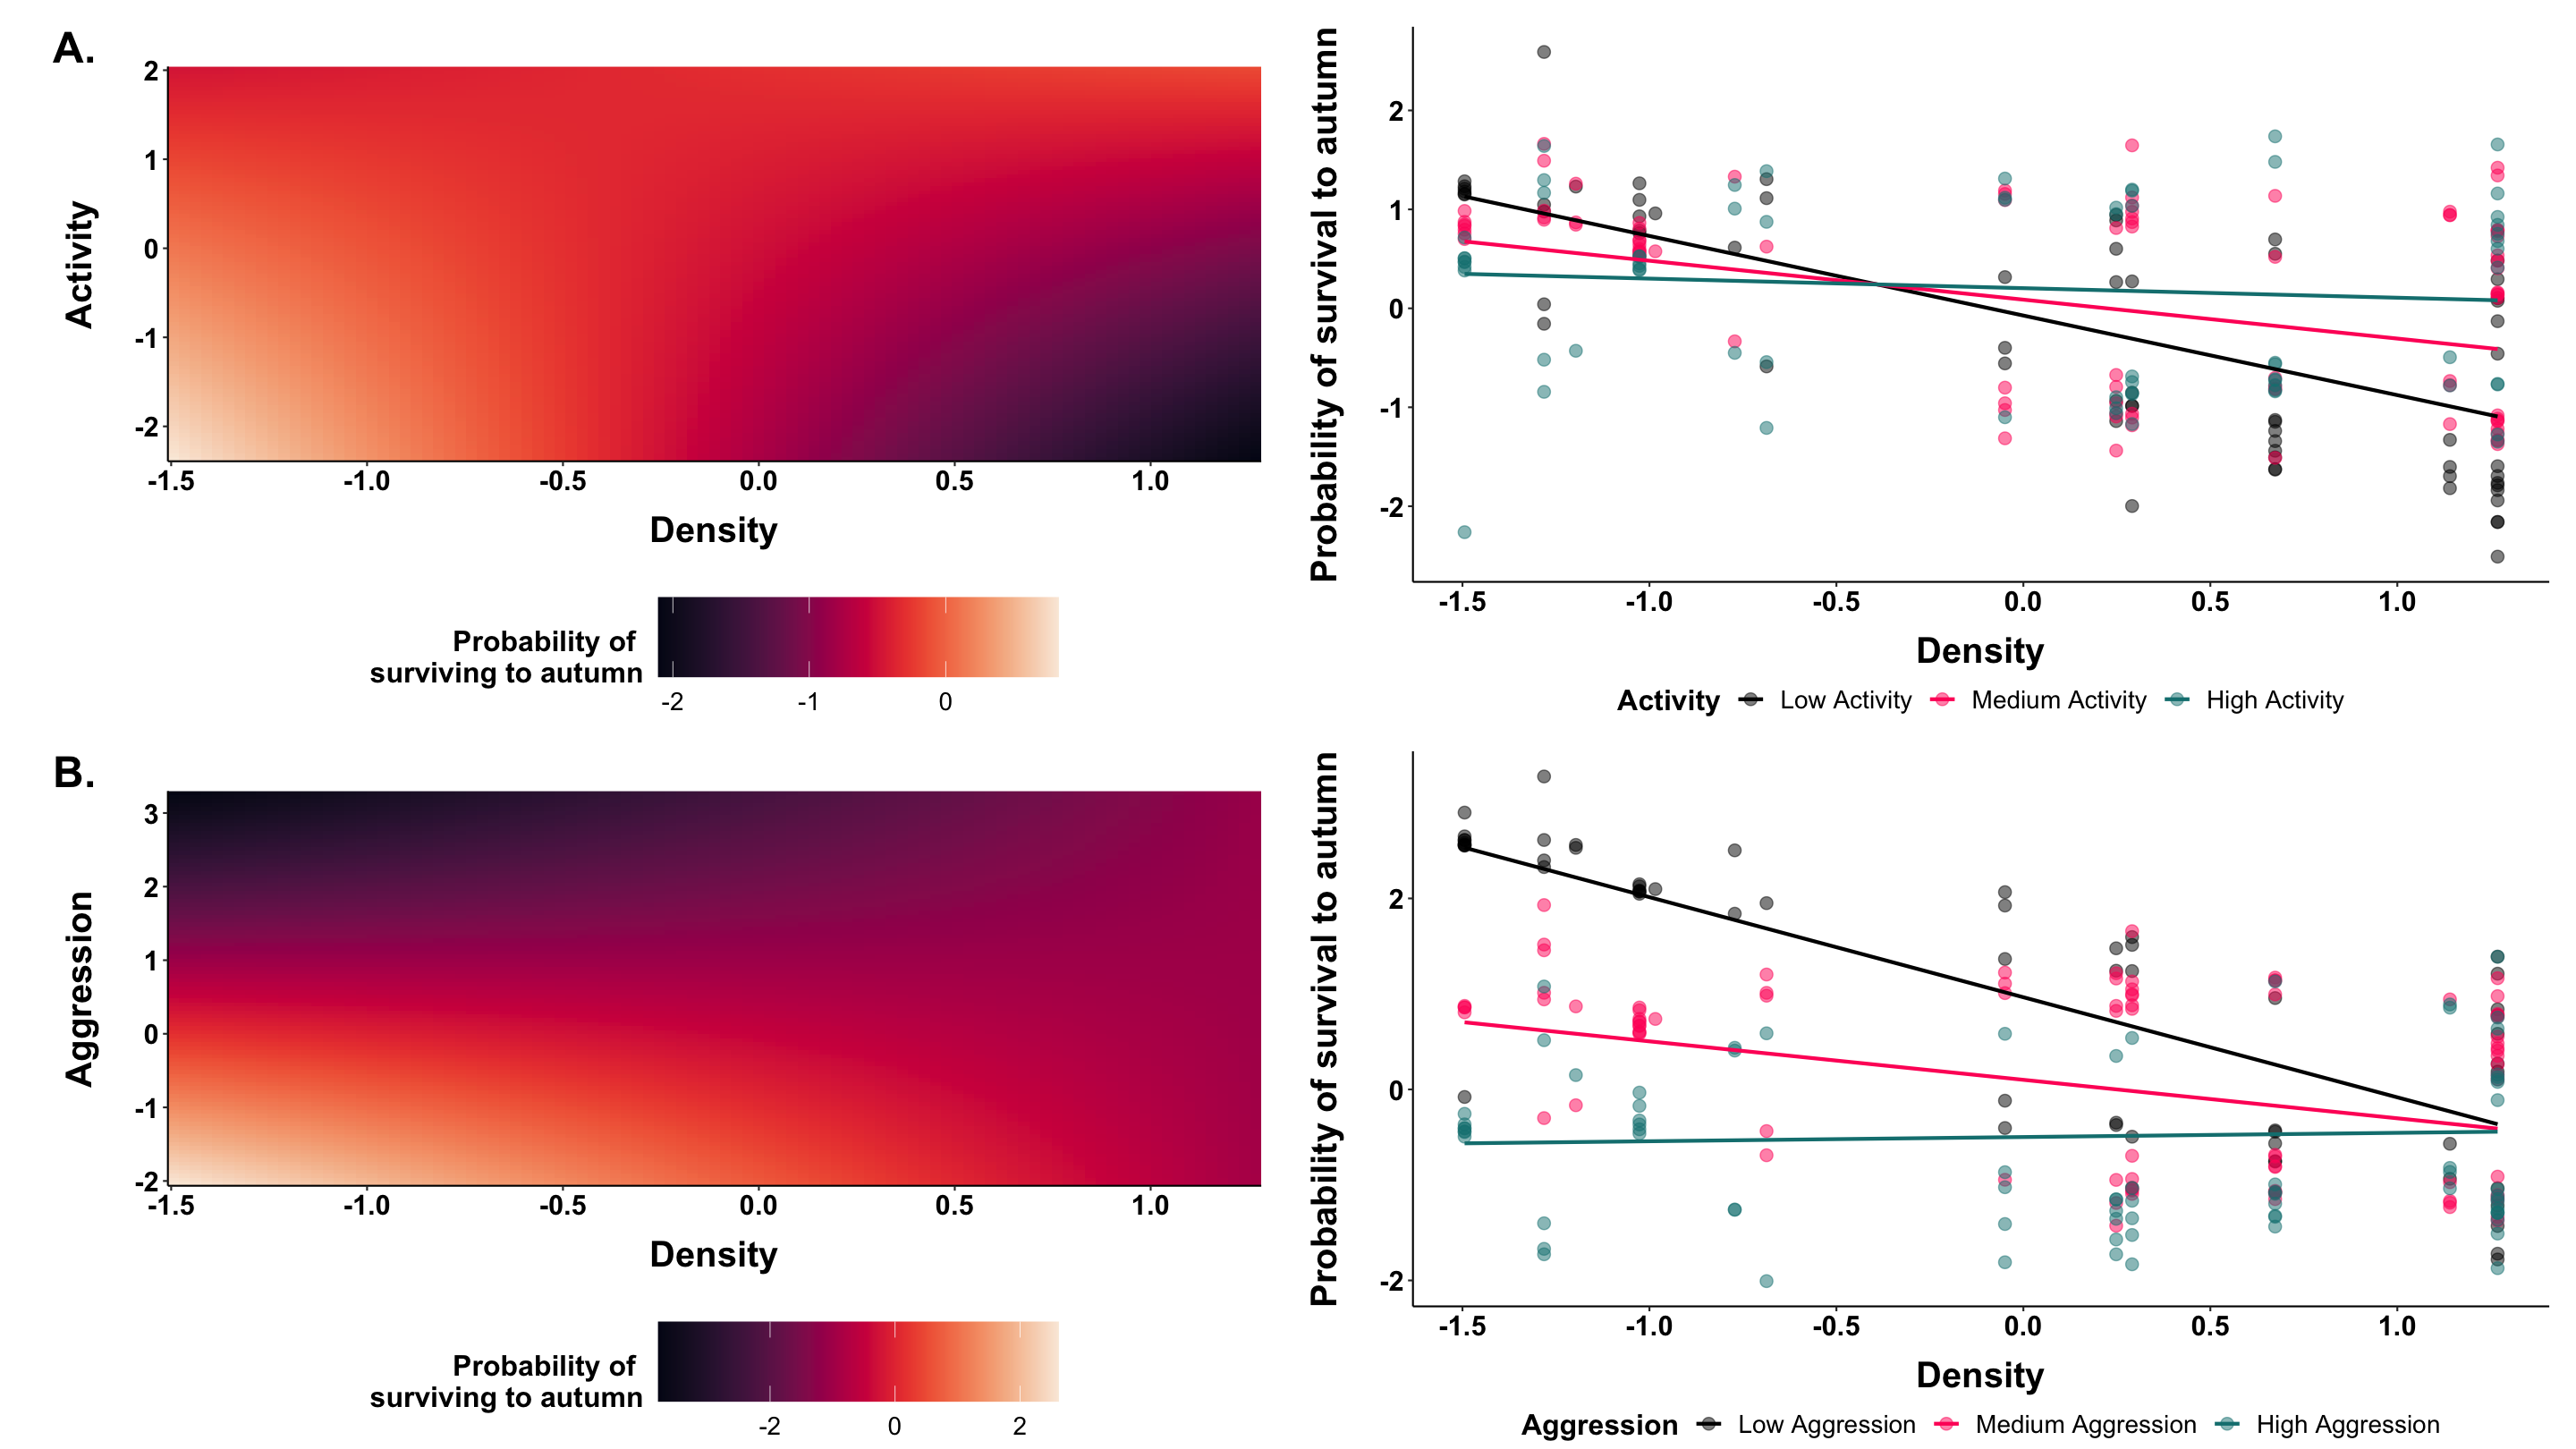 A.
2
1
0
-1
-2
Activity
-1.5 -1.0 -0.5 0.0 0.5 1.0
Density
Probability of
surviving to autumn
-2 -1 0
Probability of survival to autumn
2
1
0
-1
-2
-1.5 -1.0 -0.5 0.0 0.5 1.0
Density
Activity Low Activity Medium Activity High Activity
B.
3
2
1
0
-1
-2
Aggression
-1.5 -1.0 -0.5 0.0 0.5 1.0
Density
Probability of
surviving to autumn
-2 0 2
Probability of survival to autumn
2
0
-2
-1.5 -1.0 -0.5 0.0 0.5 1.0
Density
Aggression Low Aggression Medium Aggression High Aggression